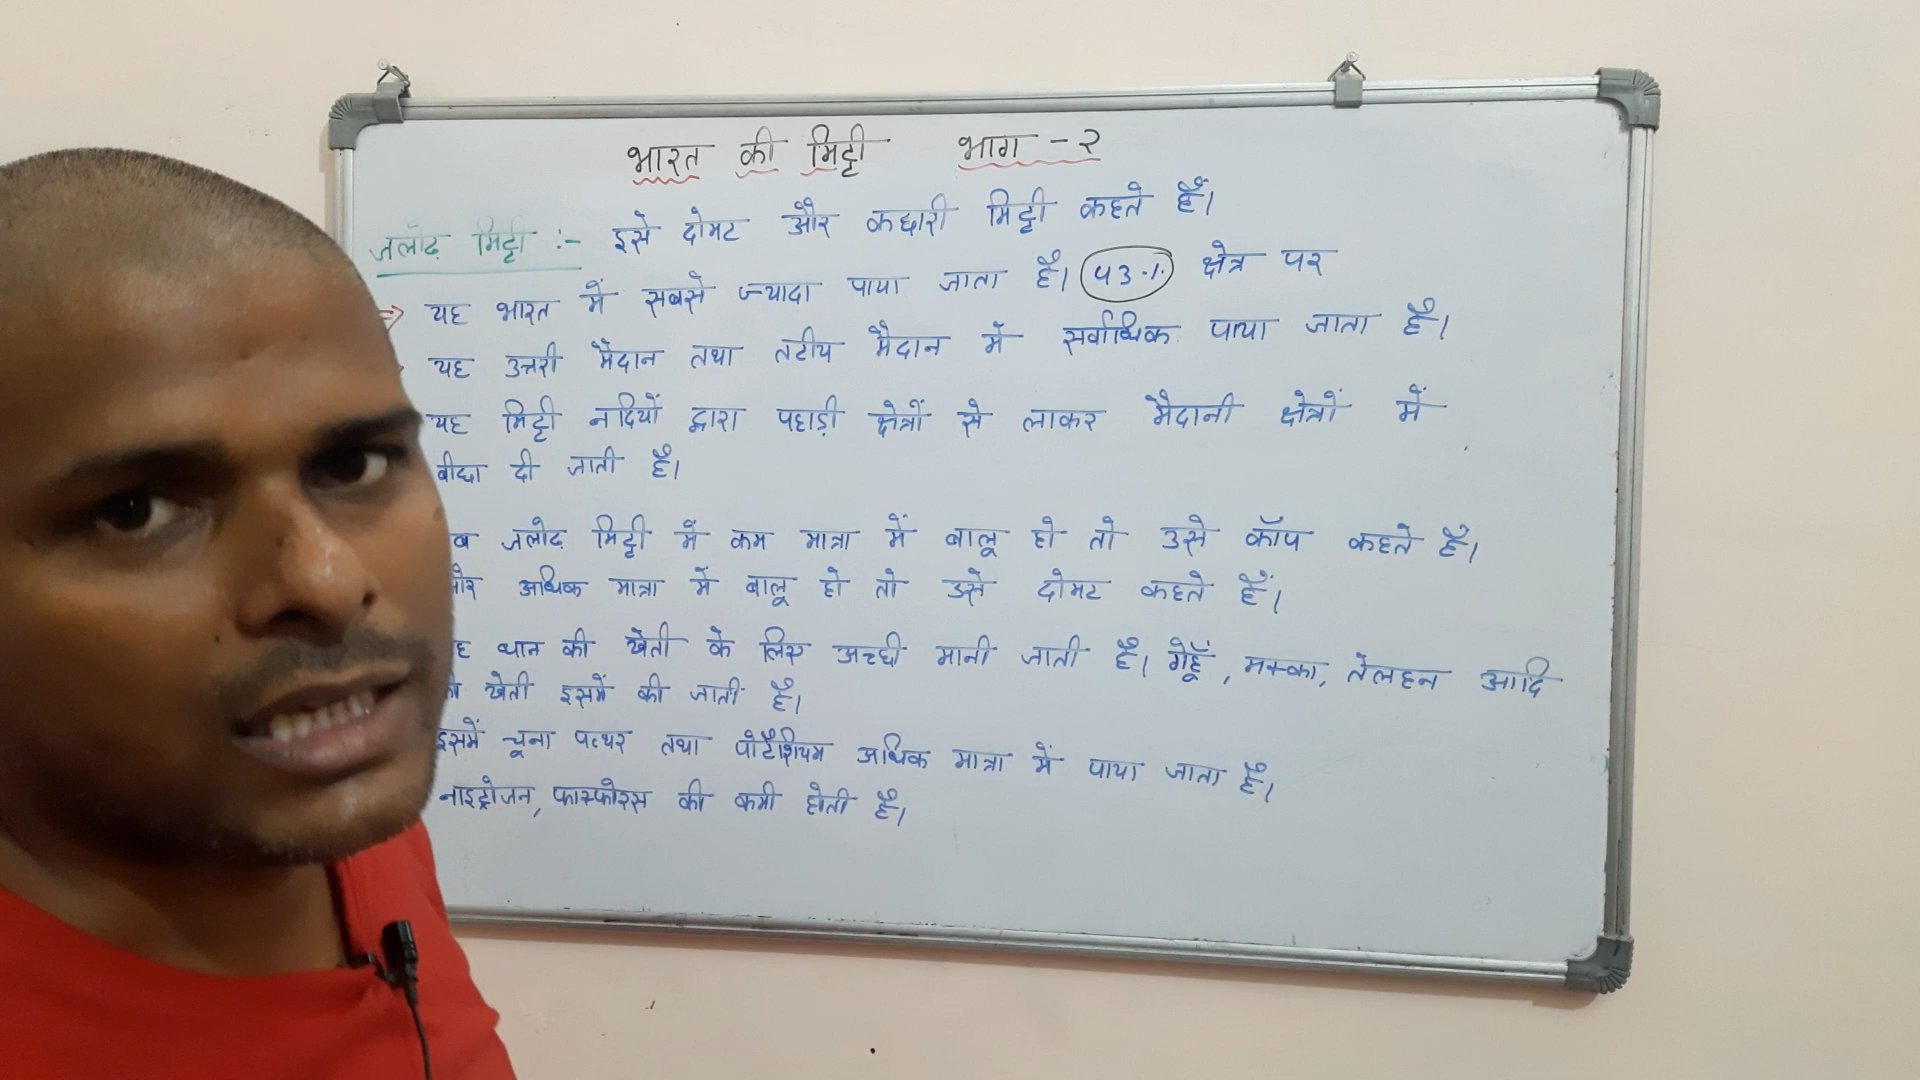 भारत की मिट्टी भाग - २
जलोढ़ मिट्टी :- इसे दोमट और कछारी मिट्टी कहते हैं।
⇒ यह भारत में सबसे ज्यादा पाया जाता है। 43·/· क्षेत्र पर
यह उत्तरी मैदान तथा तटीय मैदान में सर्वाधिक पाया जाता है।
यह मिट्टी नदियों द्वारा पहाड़ी क्षेत्रों से लाकर मैदानी क्षेत्रों में
बीछा दी जाती है।
ब जलोढ़ मिट्टी में कम मात्रा में बालू हो तो उसे कॉप कहते है।
और अधिक मात्रा में बालू हो तो उसे दोमट कहते हैं।
ह धान की खेती के लिए अच्छी मानी जाती है। गेहूँ, मक्का, तेलहन आदि
की खेती इसमें की जाती है।
इसमें चूना पत्थर तथा पोटैशियम अधिक मात्रा में पाया जाता है।
नाइट्रोजन, फास्फोरस की कमी होती है।